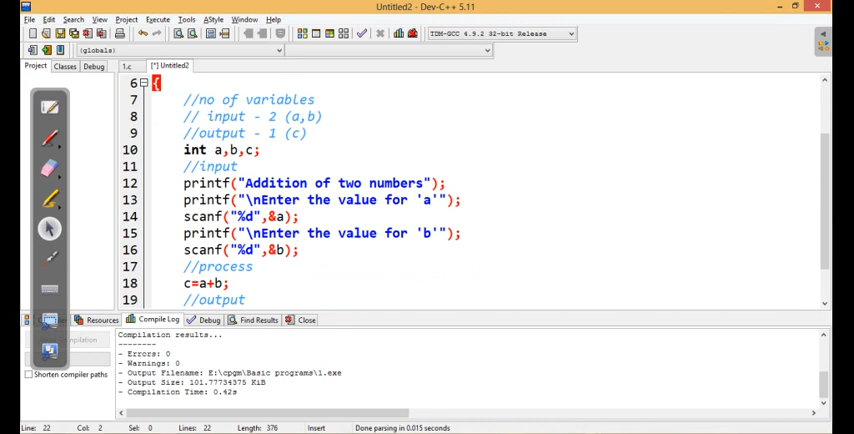 Untitled2 - Dev-C++ 5.11
File Edit Search View Project Execute Tools AStyle Window Help
TDM-GCC 4.9.2 32-bit Release
(globals)
Project Classes Debug 1.c [*] Untitled2
6 {
7 //no of variables
8 // input - 2 (a,b)
9 //output - 1 (c)
10 int a,b,c;
11 //input
12 printf("Addition of two numbers");
13 printf("\nEnter the value for 'a'");
14 scanf("%d",&a);
15 printf("\nEnter the value for 'b'");
16 scanf("%d",&b);
17 //process
18 c=a+b;
19 //output
Resources Compile Log Debug Find Results Close
Compilation results...
--------
- Errors: 0
- Warnings: 0
- Output Filename: E:\cpgm\Basic programs\1.exe
- Output Size: 101.77734375 KiB
- Compilation Time: 0.42s
Shorten compiler paths
Line: 22 Col: 2 Sel: 0 Lines: 22 Length: 376 Insert Done parsing in 0.015 seconds